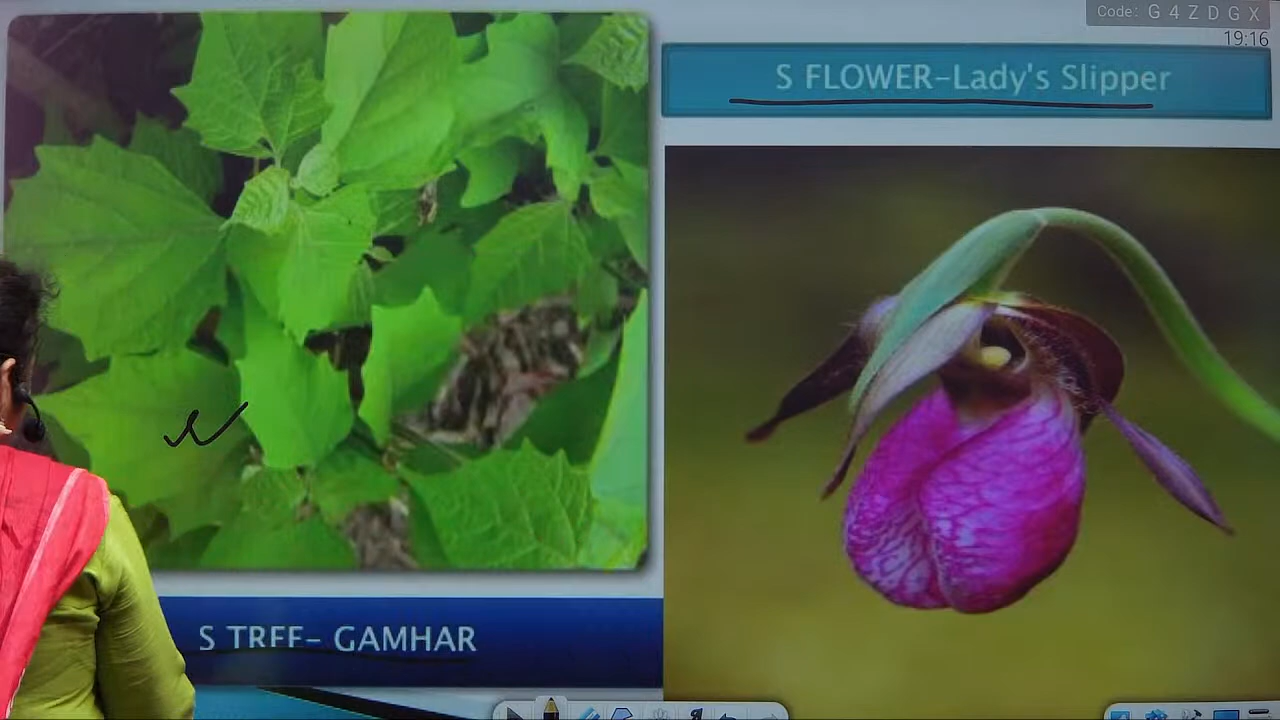 Code: G 4 Z D G X
19:16
S FLOWER-Lady's Slipper
S TREE- GAMHAR